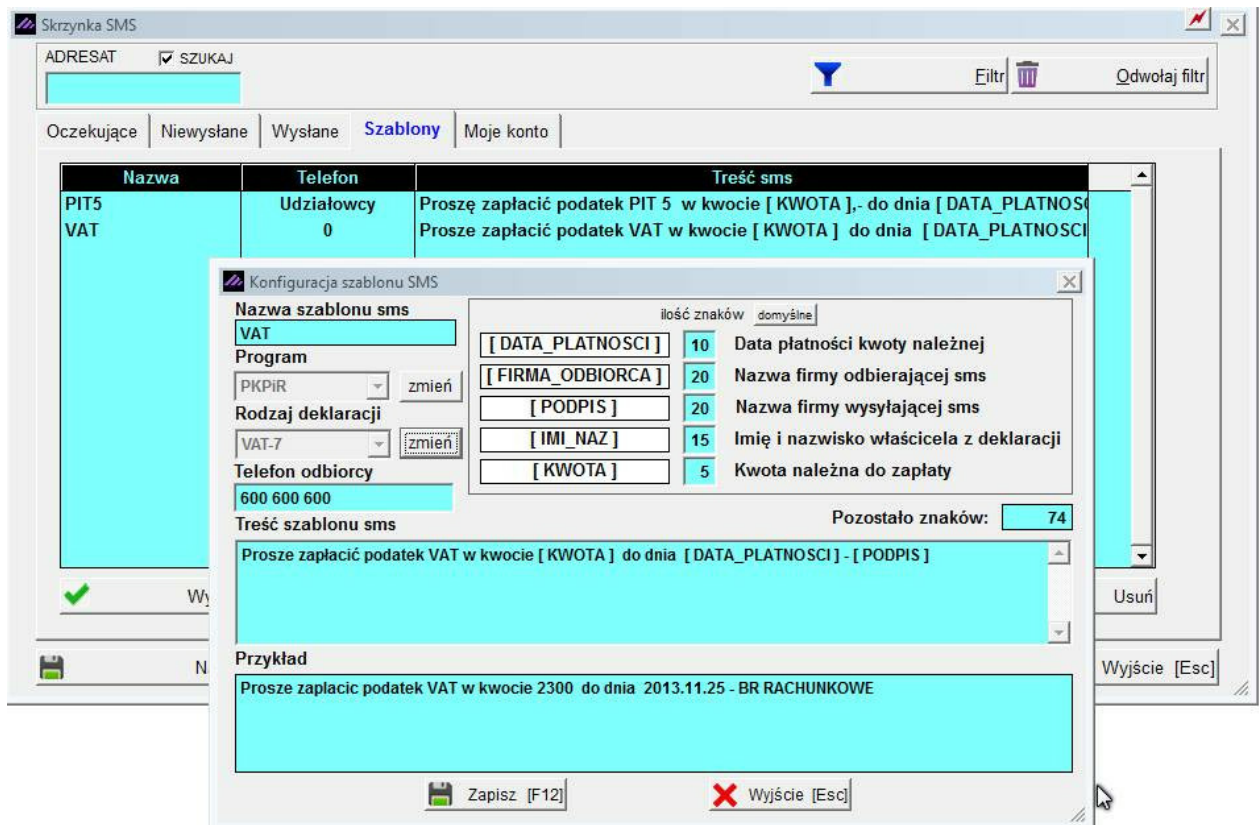 Skrzynka SMS
ADRESAT SZUKAJ
Filtr Odwołaj filtr
Oczekujące Niewysłane Wysłane Szablony Moje konto
Nazwa Telefon Treść sms
PIT5 Udziałowcy Proszę zapłacić podatek PIT 5 w kwocie [ KWOTA ],- do dnia [ DATA_PLATNOS
VAT 0 Prosze zapłacić podatek VAT w kwocie [ KWOTA ] do dnia [ DATA_PLATNOSCI
Konfiguracja szablonu SMS
Nazwa szablonu sms
VAT
Program
PKPiR zmień
Rodzaj deklaracji
VAT-7 zmień
Telefon odbiorcy
600 600 600
ilość znaków domyślne
[ DATA_PLATNOSCI ] 10 Data płatności kwoty należnej
[ FIRMA_ODBIORCA ] 20 Nazwa firmy odbierającej sms
[ PODPIS ] 20 Nazwa firmy wysyłającej sms
[ IMI_NAZ ] 15 Imię i nazwisko właścicela z deklaracji
[ KWOTA ] 5 Kwota należna do zapłaty
Pozostało znaków: 74
Treść szablonu sms
Prosze zapłacić podatek VAT w kwocie [ KWOTA ] do dnia [ DATA_PLATNOSCI ] - [ PODPIS ]
Wy
Usuń
Przykład
N
Wyjście [Esc]
Prosze zaplacic podatek VAT w kwocie 2300 do dnia 2013.11.25 - BR RACHUNKOWE
Zapisz [F12] Wyjście [Esc]